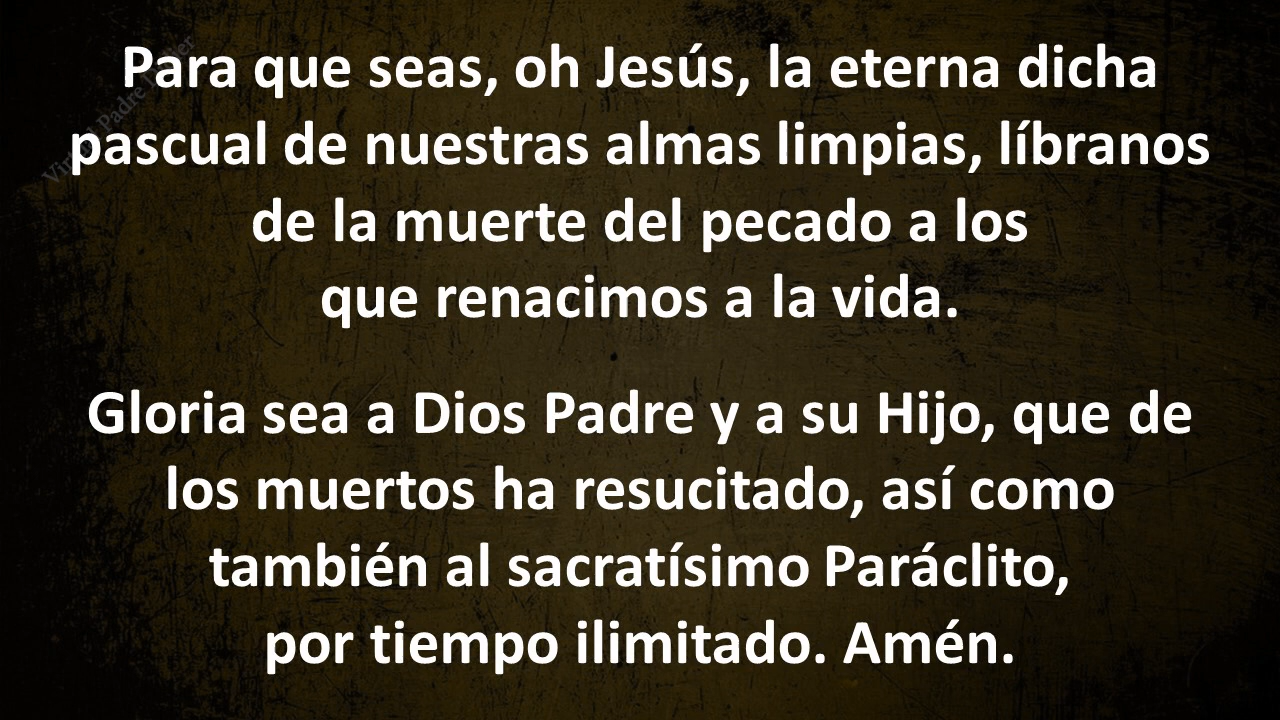 Para que seas, oh Jesús, la eterna dicha
pascual de nuestras almas limpias, líbranos
de la muerte del pecado a los
que renacimos a la vida.
Gloria sea a Dios Padre y a su Hijo, que de
los muertos ha resucitado, así como
también al sacratísimo Paráclito,
por tiempo ilimitado. Amén.
Padre